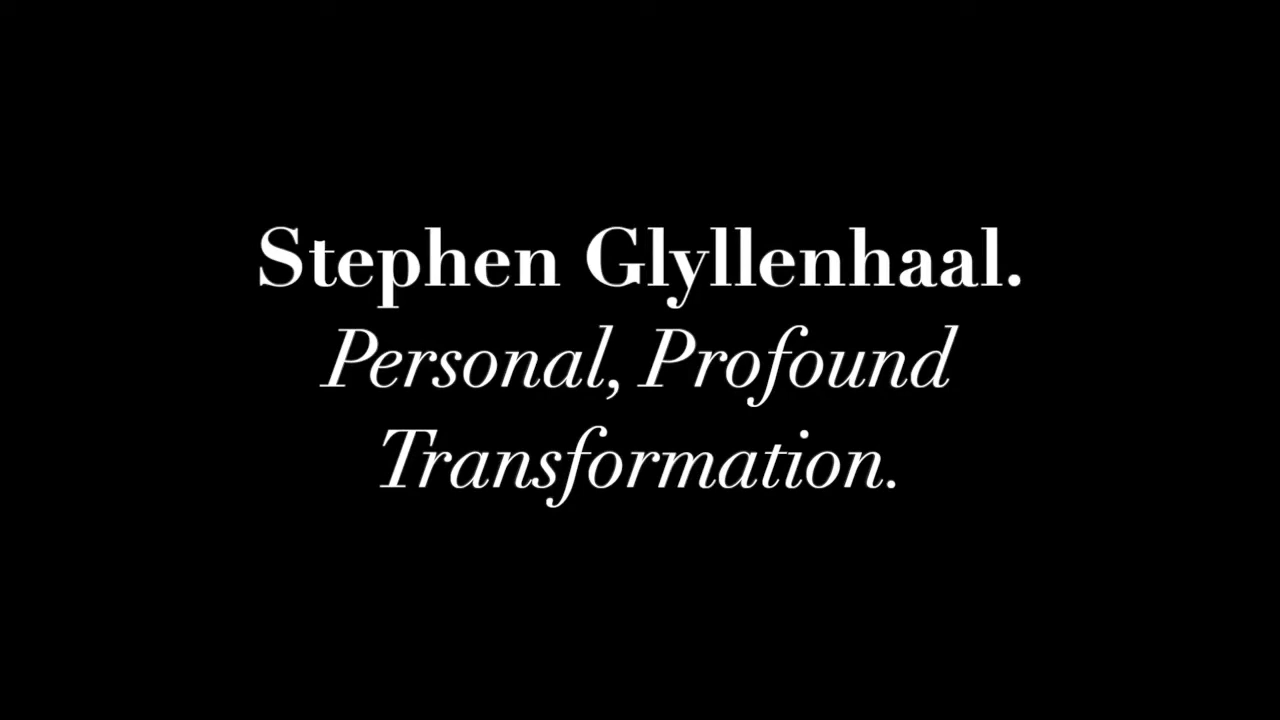 Stephen Glyllenhaal.
Personal, Profound
Transformation.